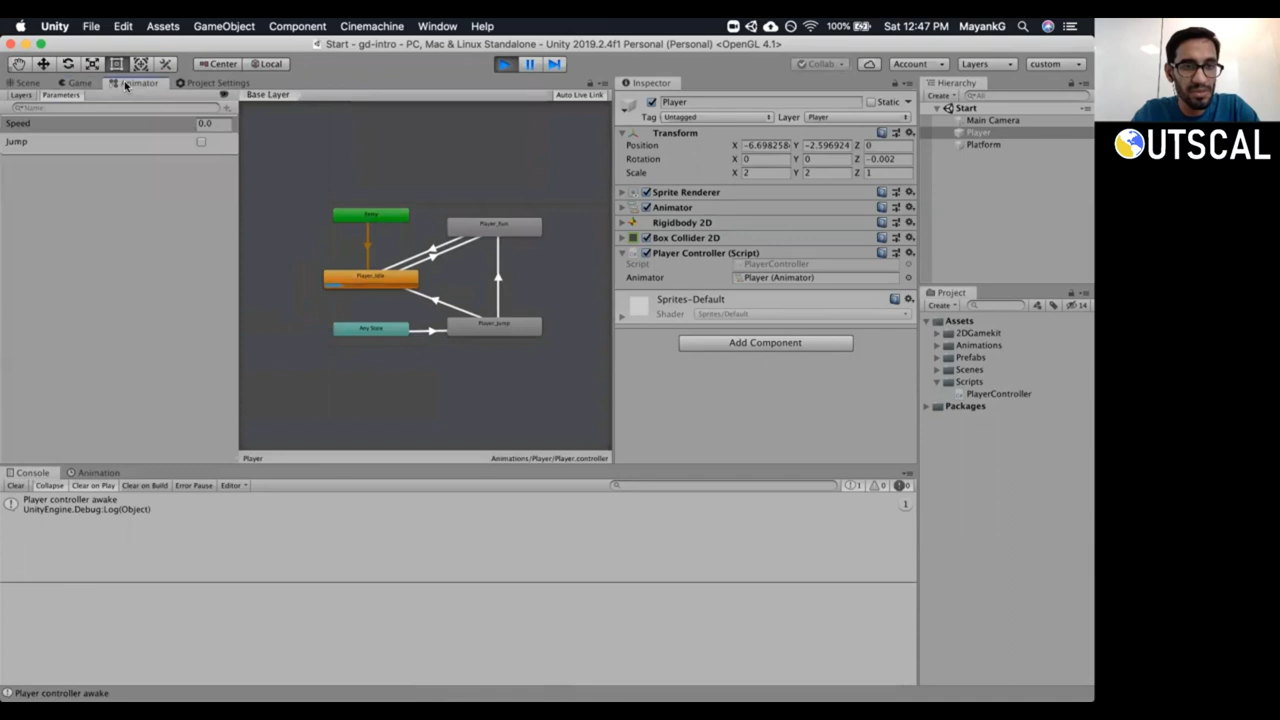 Unity File Edit Assets GameObject Component Cinemachine Window Help 100% Sat 12:47 PM MayankG
Start - gd-intro - PC, Mac & Linux Standalone - Unity 2019.2.4f1 Personal (Personal) <OpenGL 4.1>
Center Local Collab Account Layers custom
Scene Game Animator Project Settings
Layers Parameters Base Layer Auto Live Link
Name
Speed 0.0
Jump
Entry
Player_Run
Player_Idle
Any State
Player_Jump
Player Animations/Player/Player.controller
Inspector
Player Static
Tag Untagged Layer Player
Transform
Position X -6.698258 Y -2.596924 Z 0
Rotation X 0 Y 0 Z -0.002
Scale X 2 Y 2 Z 1
Sprite Renderer
Animator
Rigidbody 2D
Box Collider 2D
Player Controller (Script)
Script PlayerController
Animator Player (Animator)
Sprites-Default
Shader Sprites/Default
Add Component
Hierarchy
Create All
Start
Main Camera
Player
Platform
Project
Create 14
Assets
2DGamekit
Animations
Prefabs
Scenes
Scripts
PlayerController
Packages
Console Animation
Clear Collapse Clear on Play Clear on Build Error Pause Editor 1 0 0
Player controller awake
UnityEngine.Debug:Log(Object) 1
Player controller awake
OUTSCAL